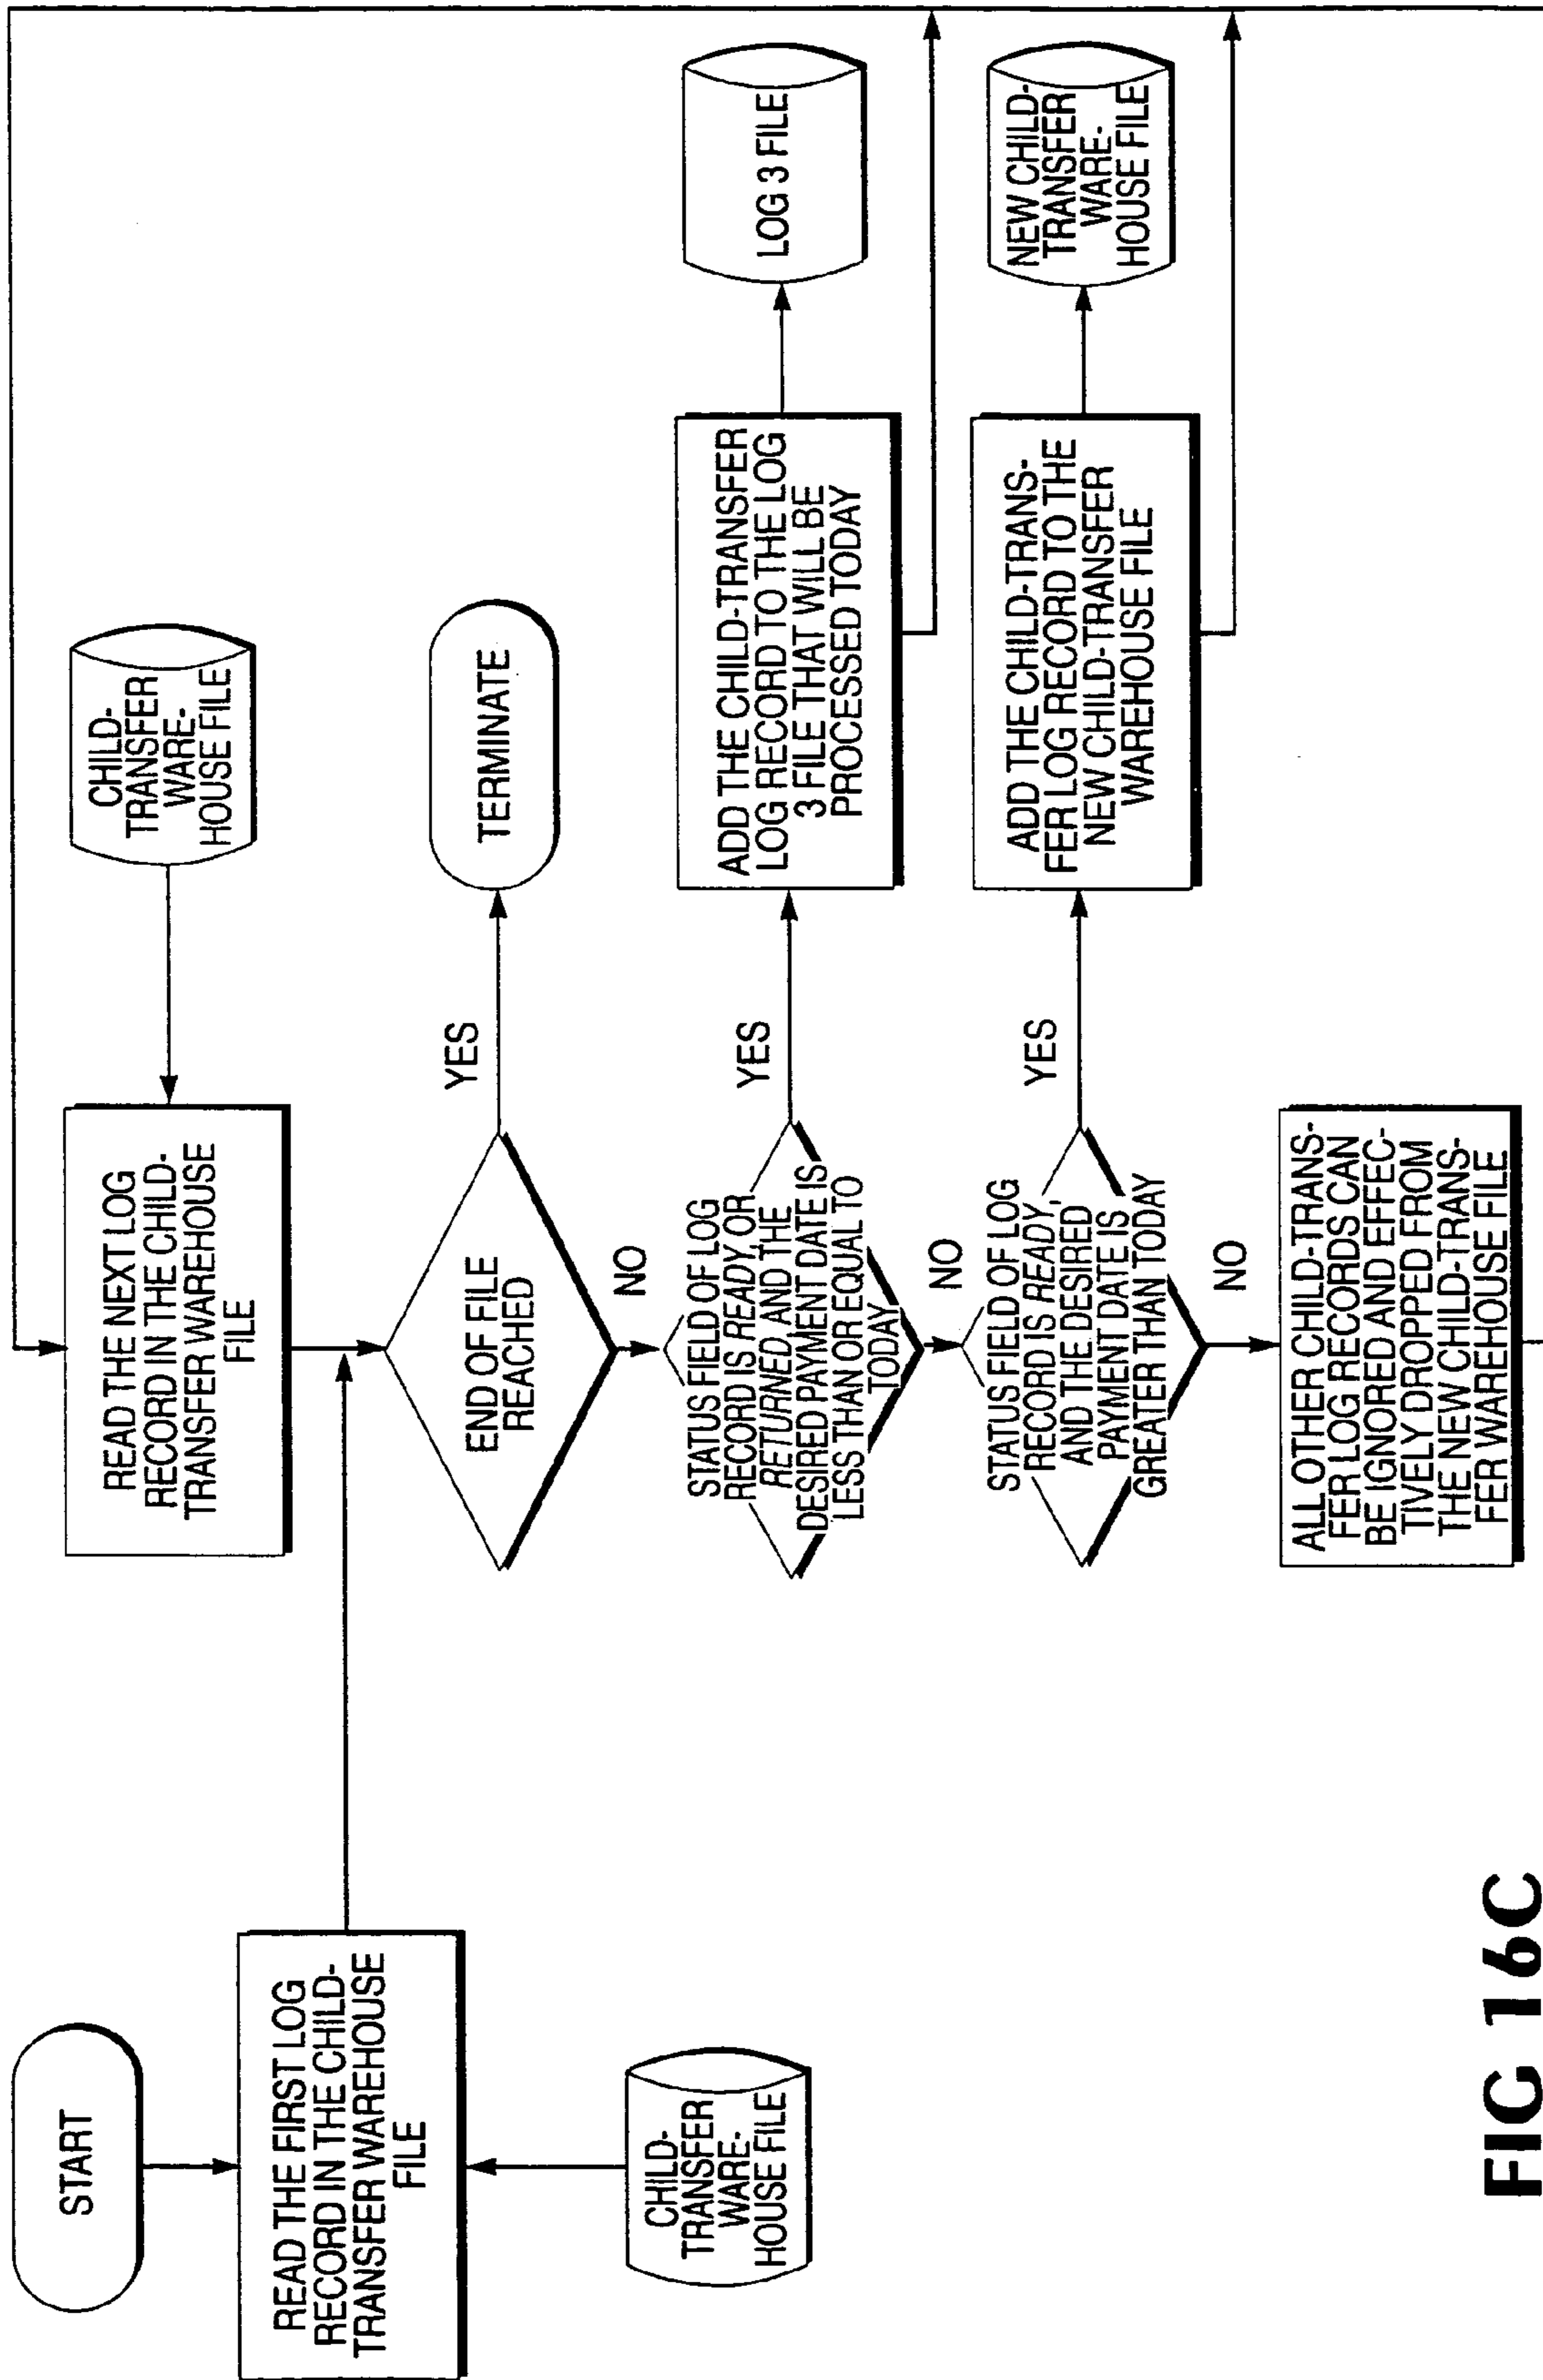 START
READ THE FIRST LOG
RECORD IN THE CHILD-
TRANSFER WAREHOUSE
FILE
CHILD-
TRANSFER
WARE-
HOUSE FILE
READ THE NEXT LOG
RECORD IN THE CHILD-
TRANSFER WAREHOUSE
FILE
CHILD-
TRANSFER
WARE-
HOUSE FILE
END OF FILE
REACHED
YES
TERMINATE
NO
STATUS FIELD OF LOG
RECORD IS READY, OR
RETURNED AND THE
DESIRED PAYMENT DATE IS
LESS THAN OR EQUAL TO
TODAY
YES
ADD THE CHILD-TRANSFER
LOG RECORD TO THE LOG
3 FILE THAT WILL BE
PROCESSED TODAY
LOG 3 FILE
NO
STATUS FIELD OF LOG
RECORD IS READY,
AND THE DESIRED
PAYMENT DATE IS
GREATER THAN TODAY
YES
ADD THE CHILD-TRANS-
FER LOG RECORD TO THE
NEW CHILD-TRANSFER
WAREHOUSE FILE
NEW CHILD-
TRANSFER
WARE-
HOUSE FILE
NO
ALL OTHER CHILD-TRANS-
FER LOG RECORDS CAN
BE IGNORED AND EFFEC-
TIVELY DROPPED FROM
THE NEW CHILD-TRANS-
FER WAREHOUSE FILE
FIG 16C